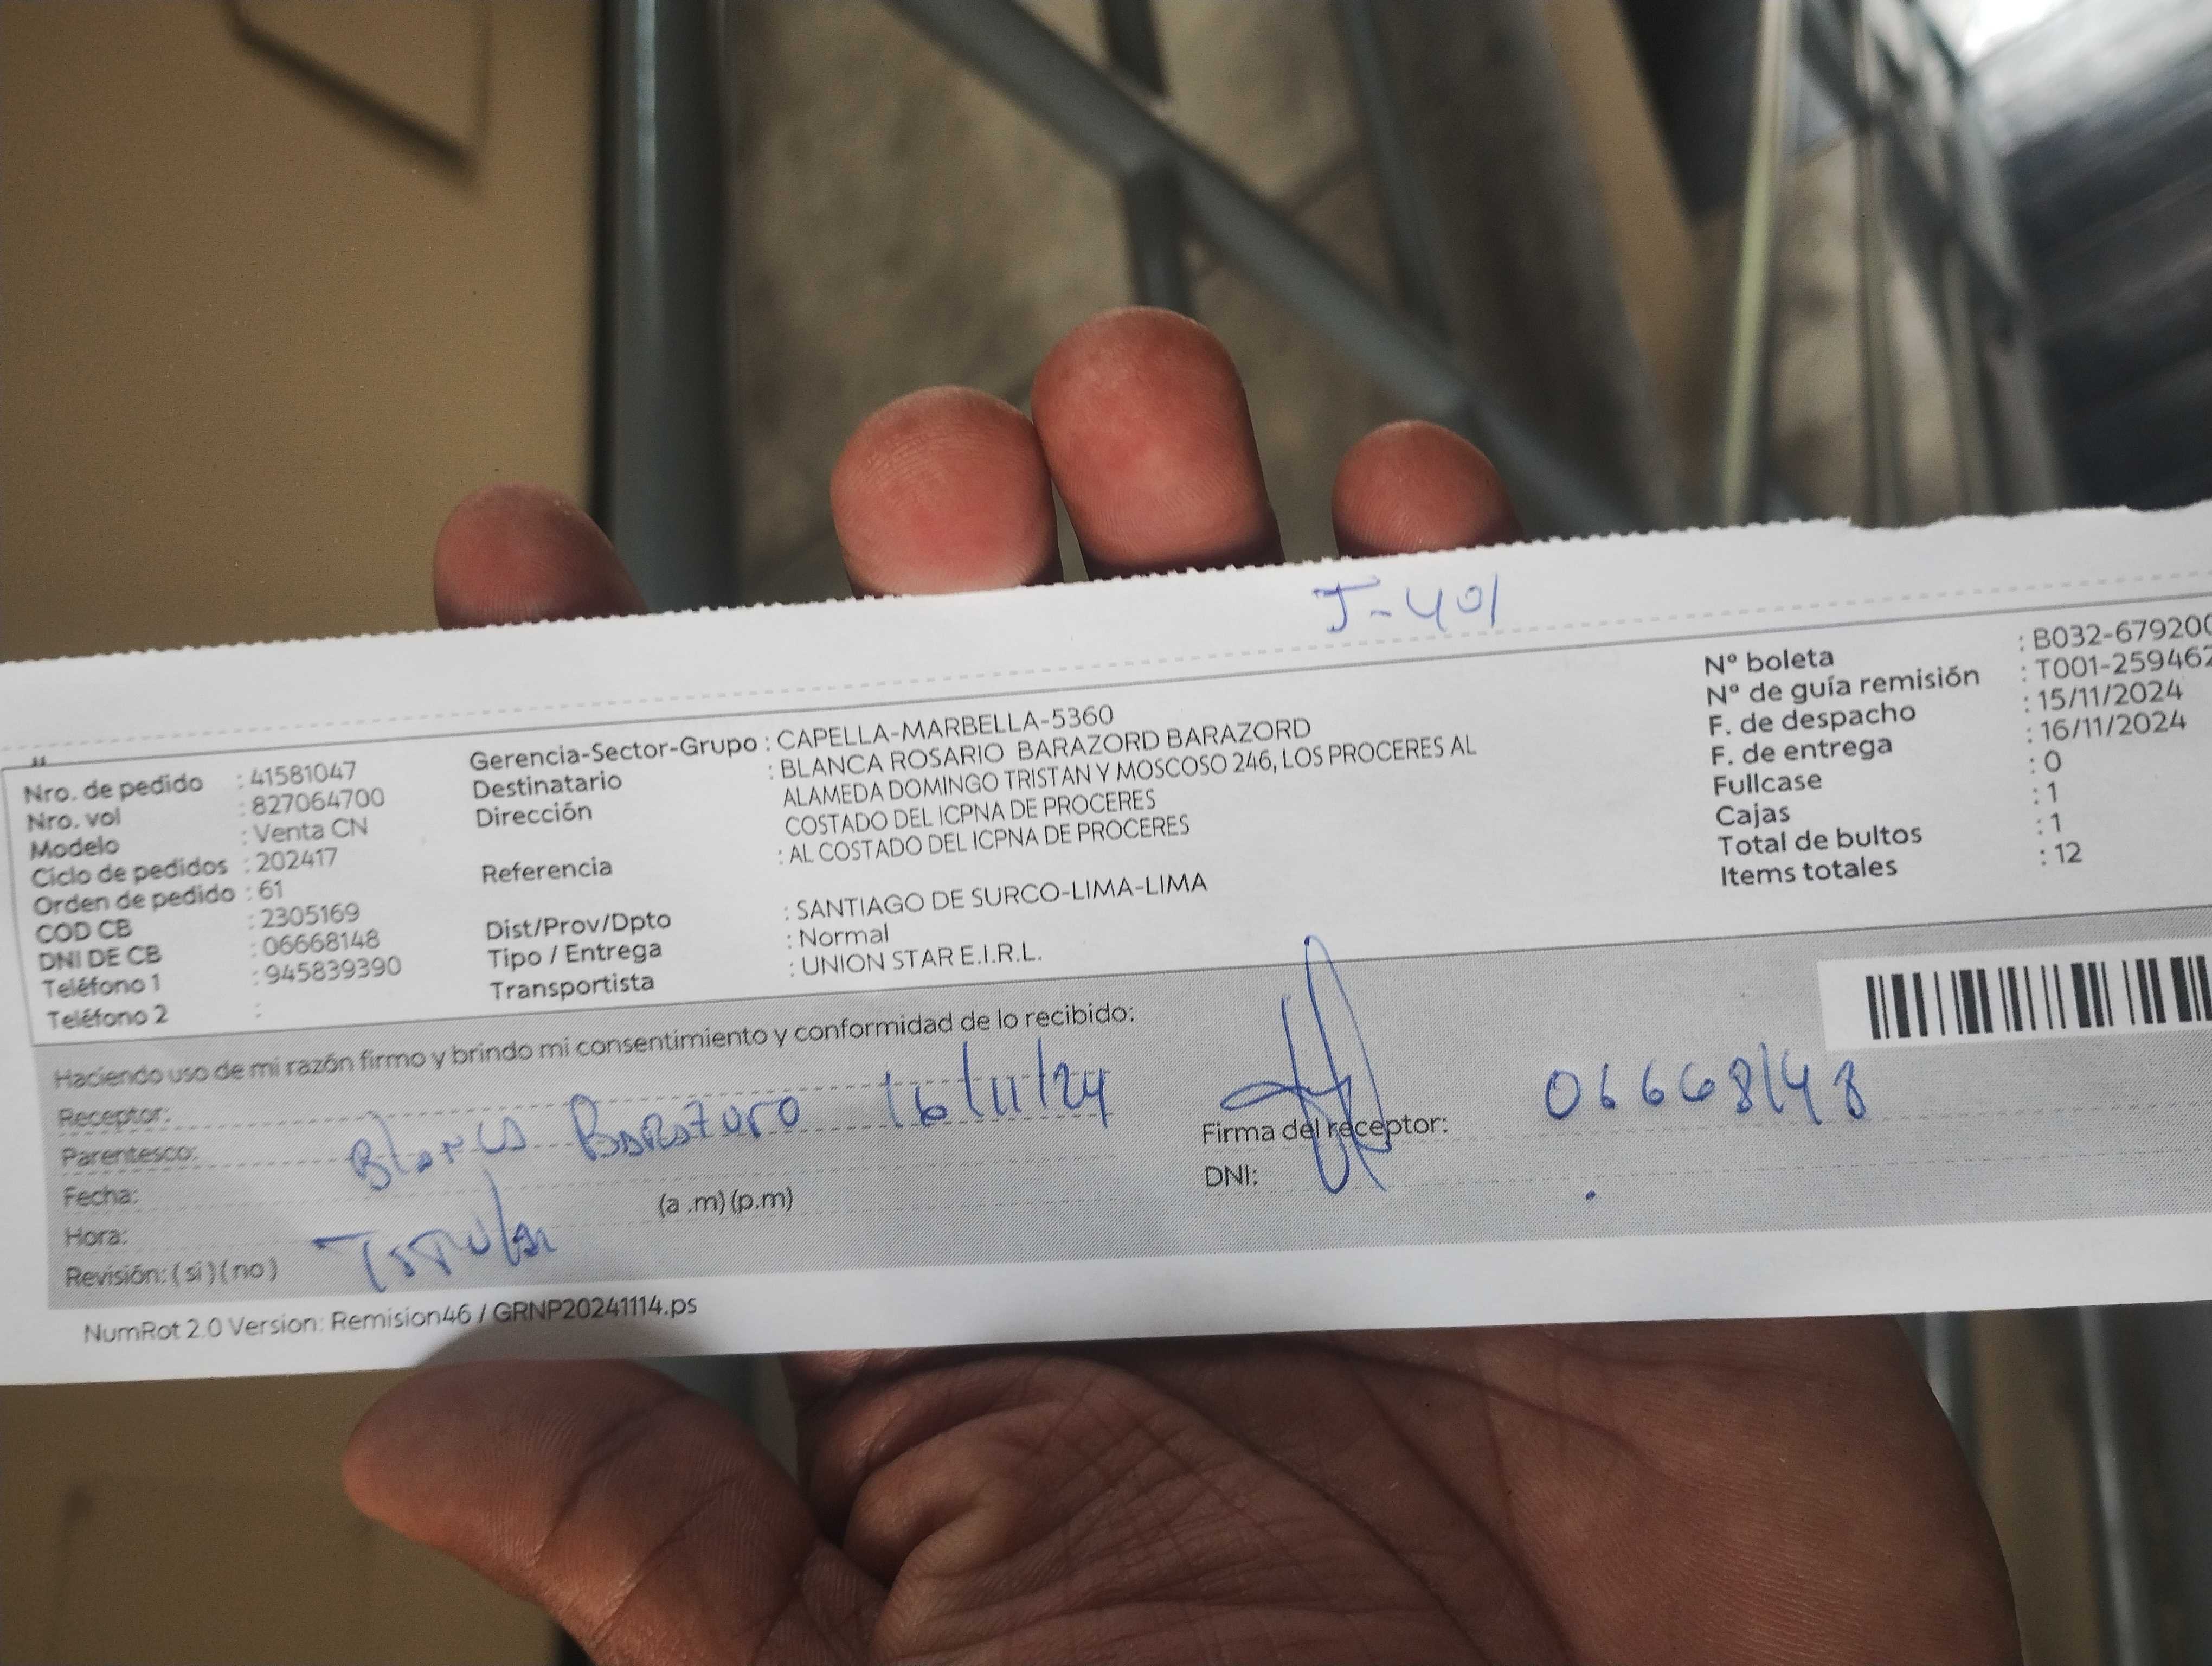 J-401
Nro. de pedido : 41581047
Nro. vol : 827064700
Modelo : Venta CN
Ciclo de pedidos : 202417
Orden de pedido : 61
COD CB : 2305169
DNI DE CB : 06668148
Teléfono 1 : 945839390
Teléfono 2 :
Gerencia-Sector-Grupo : CAPELLA-MARBELLA-5360
Destinatario : BLANCA ROSARIO BARAZORD BARAZORD
Dirección ALAMEDA DOMINGO TRISTAN Y MOSCOSO 246, LOS PROCERES AL
COSTADO DEL ICPNA DE PROCERES
Referencia : AL COSTADO DEL ICPNA DE PROCERES
Dist/Prov/Dpto : SANTIAGO DE SURCO-LIMA-LIMA
Tipo / Entrega : Normal
Transportista : UNION STAR E.I.R.L.
Nº boleta : B032-679200
Nº de guía remisión : T001-259462
F. de despacho : 15/11/2024
F. de entrega : 16/11/2024
Fullcase : 0
Cajas : 1
Total de bultos : 1
Items totales : 12
Haciendo uso de mi razón firmo y brindo mi consentimiento y conformidad de lo recibido:
Receptor:
Parentesco: 16/11/24
Fecha:
Hora: (a .m) (p.m)
Revisión: ( si ) ( no )
Firma del receptor: 06668148
DNI:
NumRot 2.0 Version: Remision46 / GRNP20241114.ps